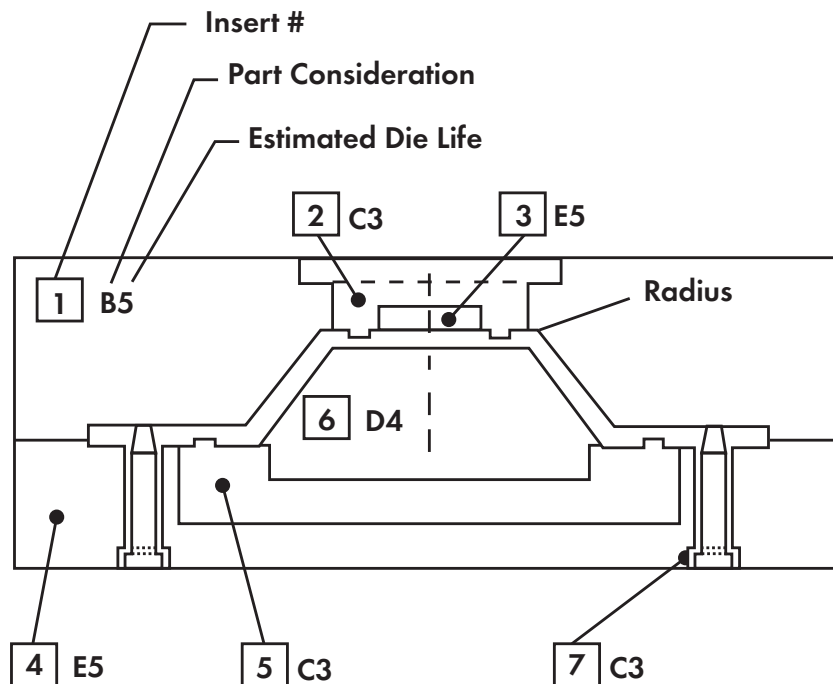 Insert #
Part Consideration
Estimated Die Life
2 C3
3 E5
1 B5
Radius
6 D4
4 E5
5 C3
7 C3